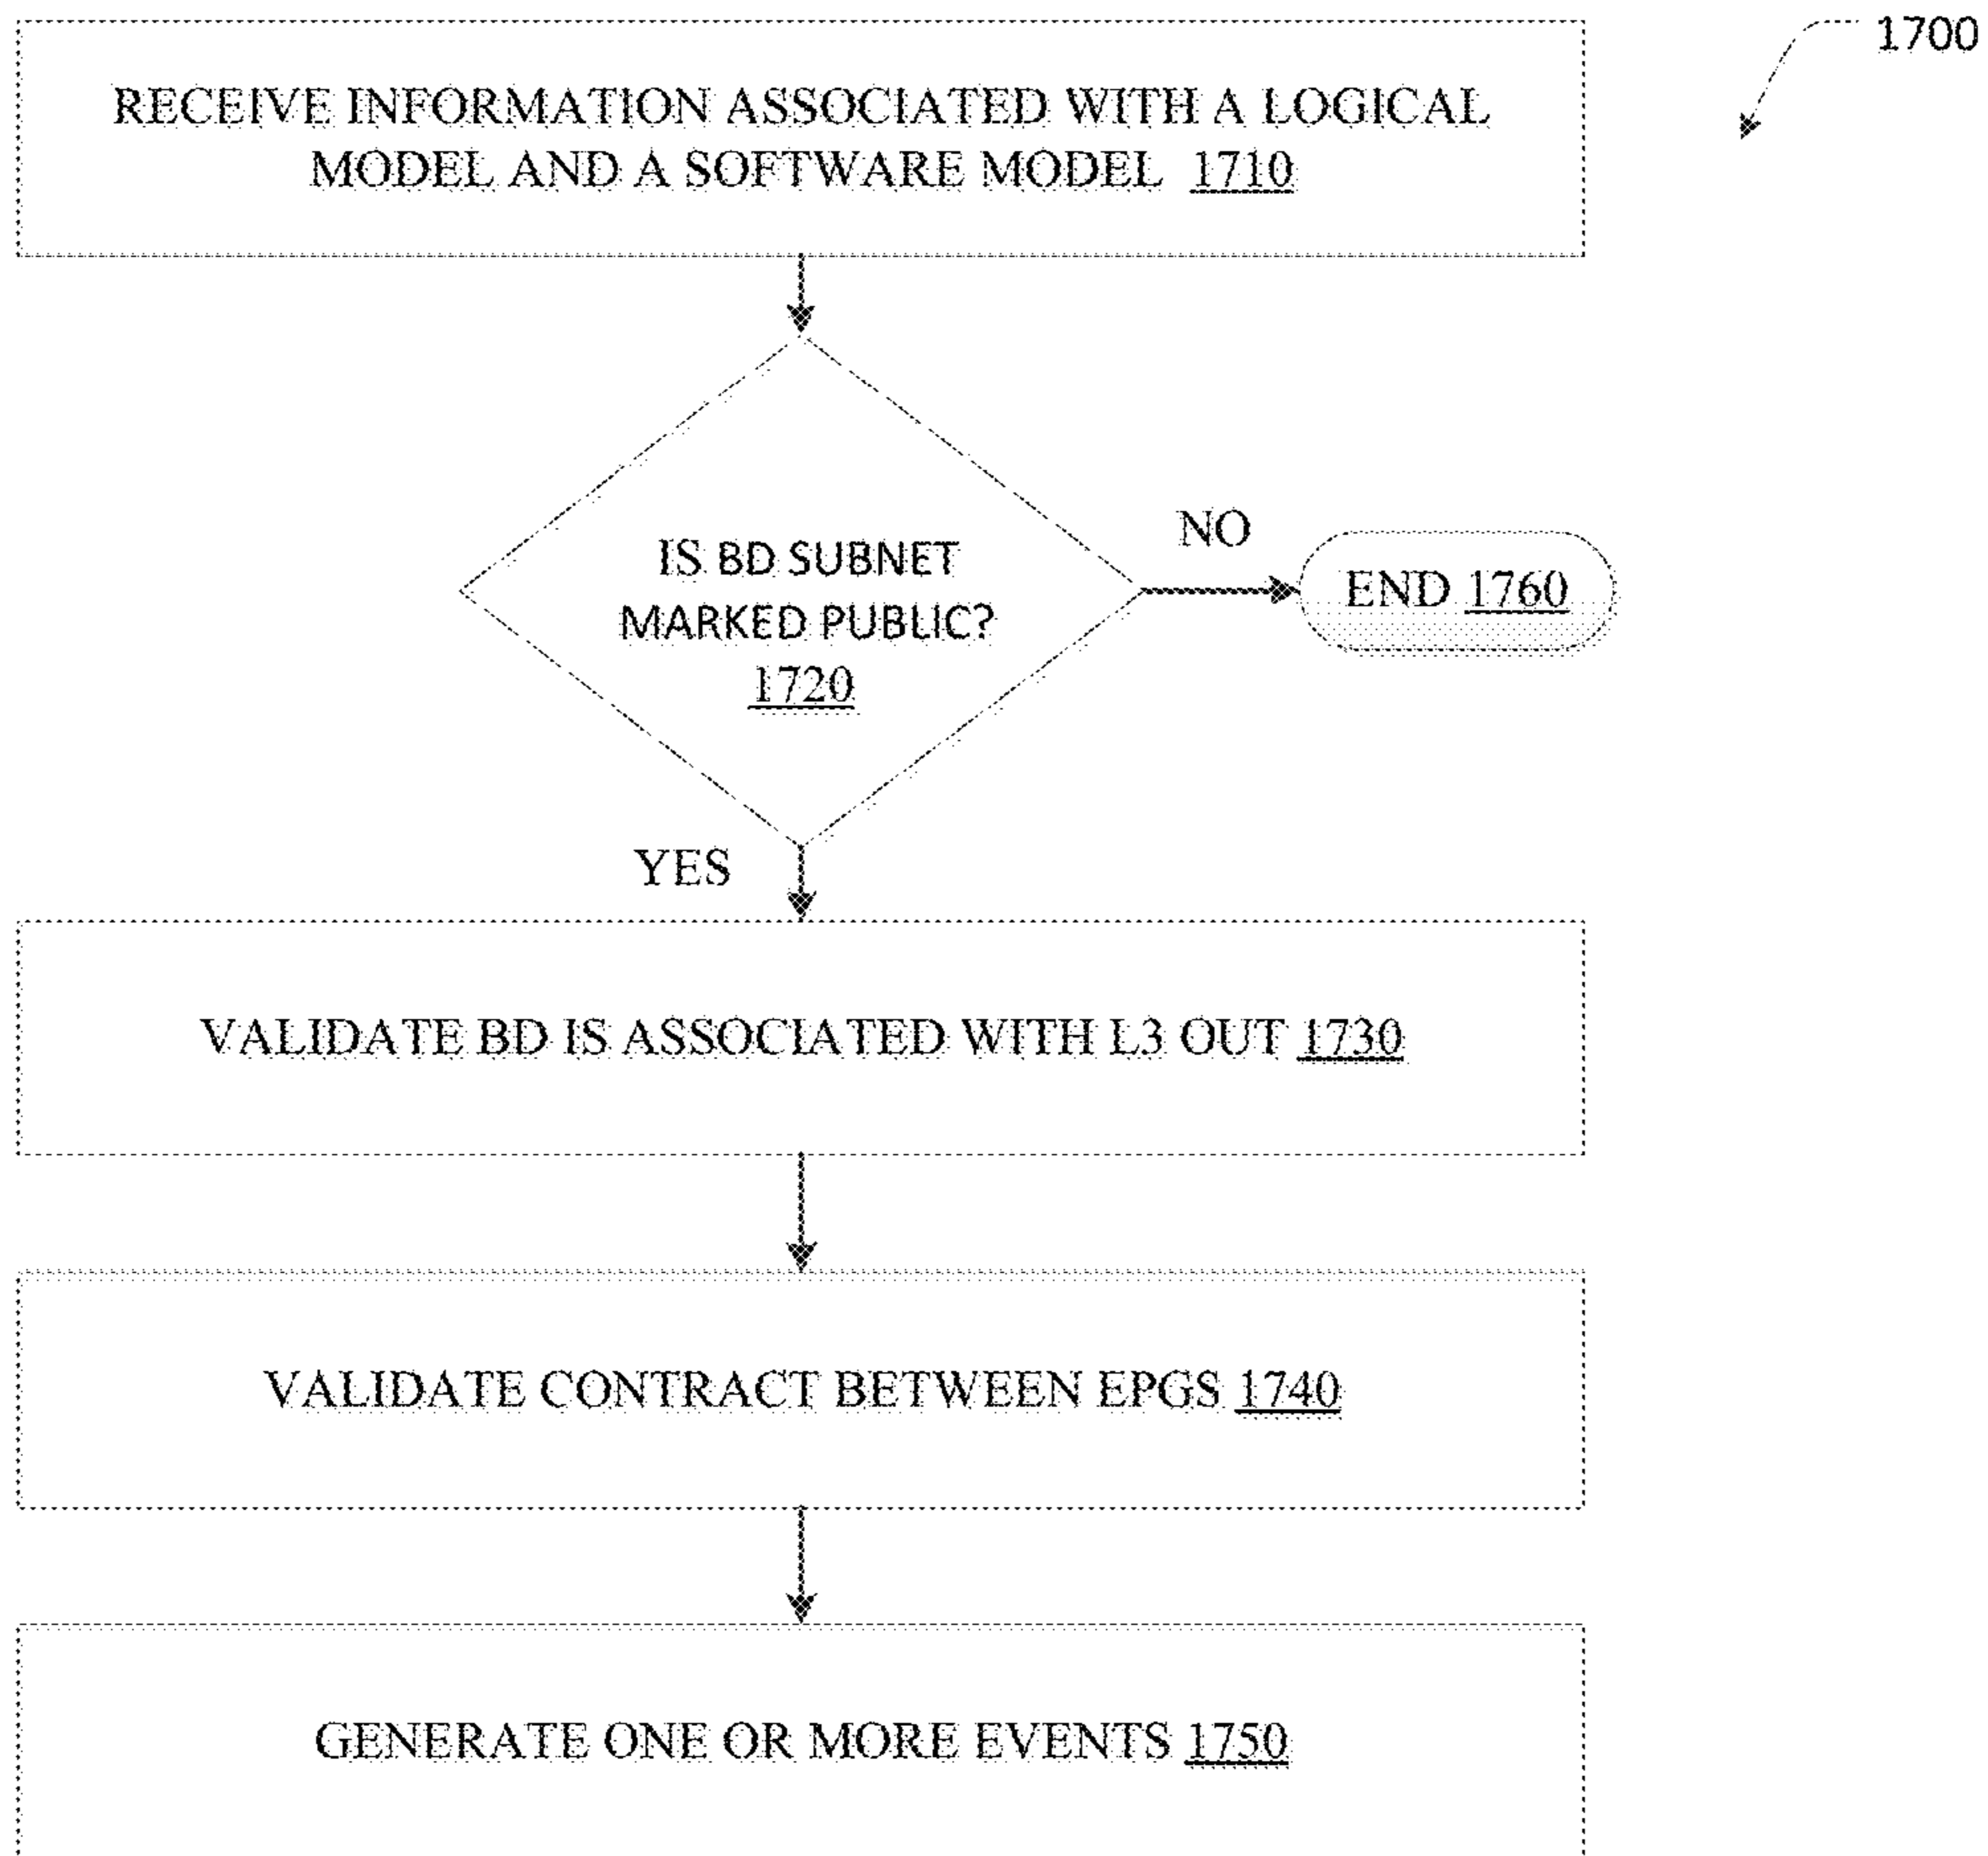 1700
RECEIVE INFORMATION ASSOCIATED WITH A LOGICAL
MODEL AND A SOFTWARE MODEL 1710
IS BD SUBNET
MARKED PUBLIC?
1720
NO
END 1760
YES
VALIDATE BD IS ASSOCIATED WITH L3 OUT 1730
VALIDATE CONTRACT BETWEEN EPGS 1740
GENERATE ONE OR MORE EVENTS 1750